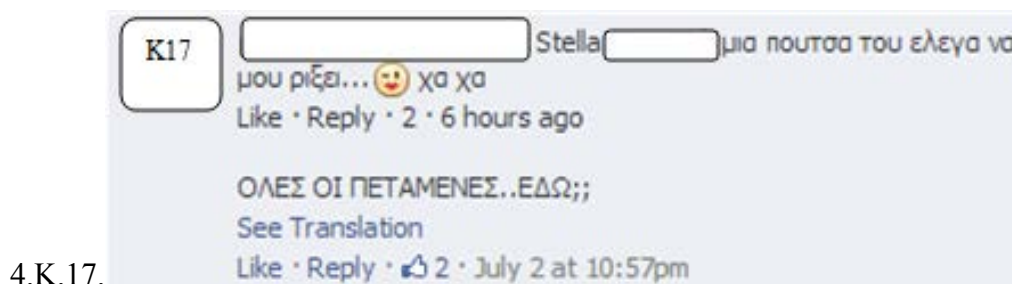 K17
Stella μια πουτσα του ελεγα να
μου ριξει... χα χα
Like · Reply · 2 · 6 hours ago
ΟΛΕΣ ΟΙ ΠΕΤΑΜΕΝΕΣ..ΕΔΩ;;
See Translation
Like · Reply · 2 · July 2 at 10:57pm
4.K.17.